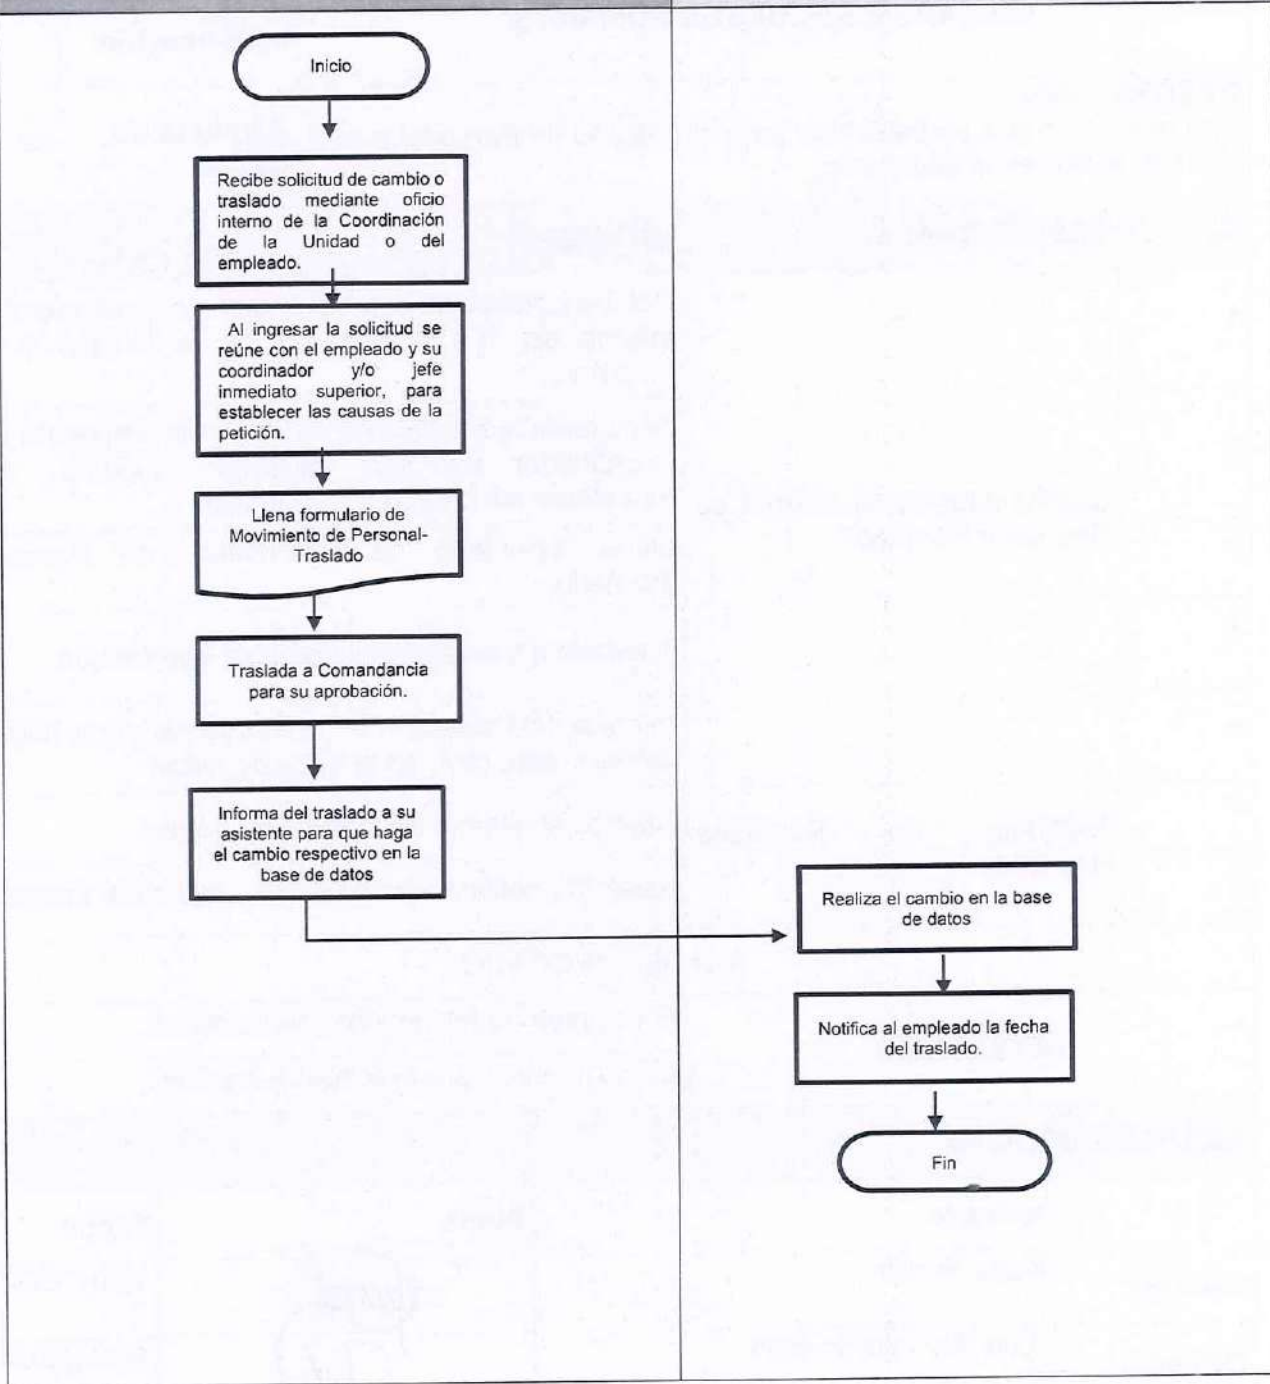 Inicio
Recibe solicitud de cambio o
traslado mediante oficio
interno de la Coordinación
de la Unidad o del
empleado.
Al ingresar la solicitud se
reúne con el empleado y su
coordinador y/o jefe
inmediato superior, para
establecer las causas de la
petición.
Llena formulario de
Movimiento de Personal-
Traslado
Traslada a Comandancia
para su aprobación.
Informa del traslado a su
asistente para que haga
el cambio respectivo en la
base de datos
Realiza el cambio en la base
de datos
Notifica al empleado la fecha
del traslado.
Fin